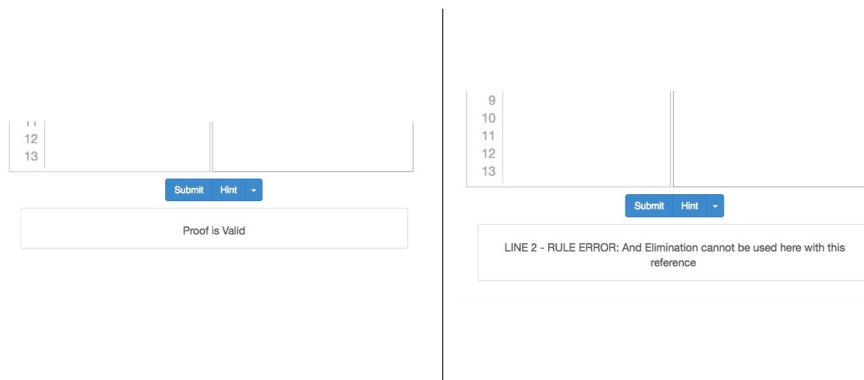 12
13
Submit Hint
Proof is Valid
9
10
11
12
13
Submit Hint
LINE 2 - RULE ERROR: And Elimination cannot be used here with this
reference